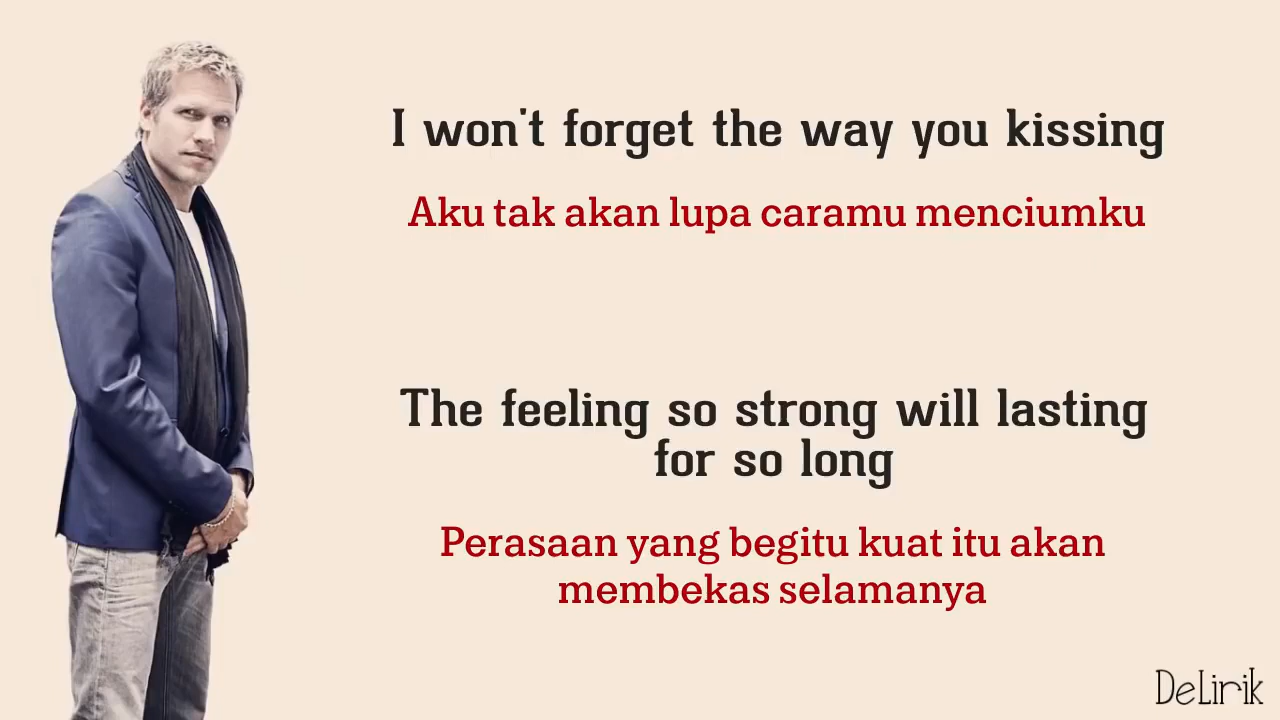 I won't forget the way you kissing
Aku tak akan lupa caramu menciumku
The feeling so strong will lasting
for so long
Perasaan yang begitu kuat itu akan
membekas selamanya
DeLirik